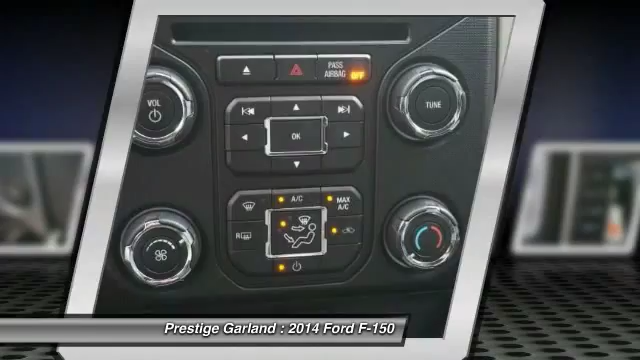 PASS
AIRBAG OFF
VOL
TUNE
OK
A/C
MAX
A/C
R
Prestige Garland : 2014 Ford F-150